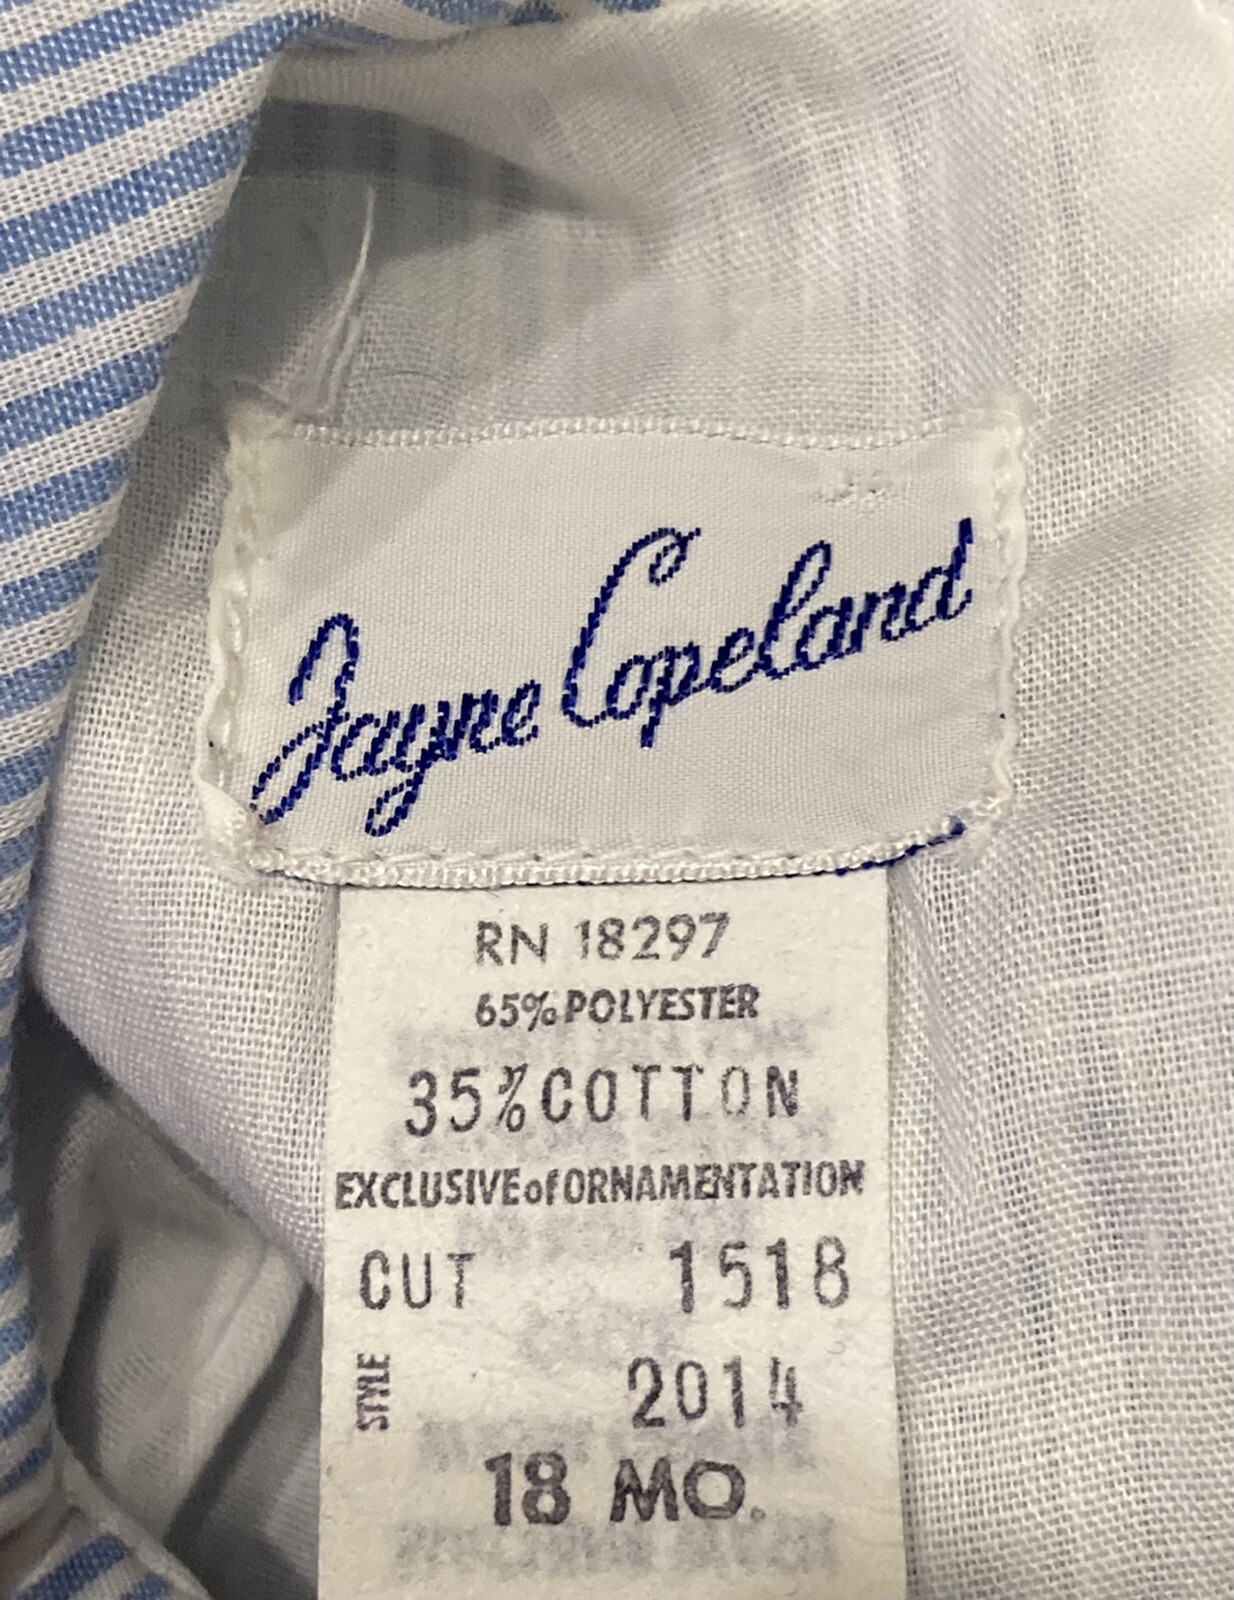 Jayne Copeland
RN 18297
65% POLYESTER
35% COTTON
EXCLUSIVE of ORNAMENTATION
CUT 1518
STYLE 2014
18 MO.